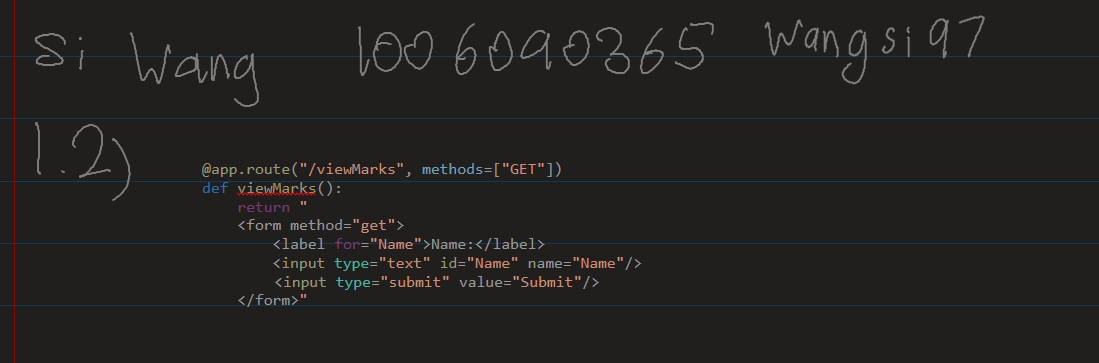 Si Wang 1006090365 Wangsi97
1.2)
@app.route("/viewMarks", methods=["GET"])
def viewMarks():
    return "
    <form method="get">
        <label for="Name">Name:</label>
        <input type="text" id="Name" name="Name"/>
        <input type="submit" value="Submit"/>
    </form>"